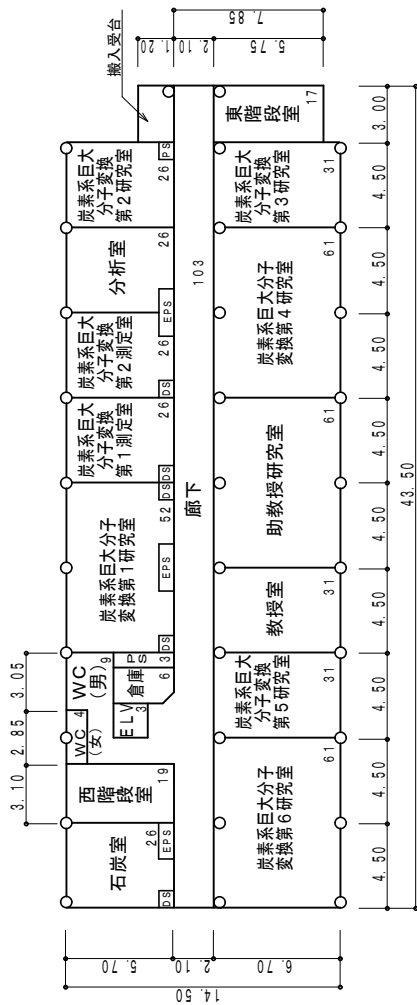 3.10
2.85
3.05
搬入受台
石炭室
26
DS
EPS
西階段室
19
WC
(女)
4
WC
(男)
9
ELV
3
倉庫
6
PS
3
炭素系巨大分子
変換第1研究室
52
DS
EPS
DS
炭素系巨大
分子変換
第1測定室
26
DS
DS
炭素系巨大
分子変換
第2測定室
26
EPS
分析室
26
炭素系巨大
分子変換
第2研究室
26
PS
廊下
103
炭素系巨大分子
変換第6研究室
61
炭素系巨大
分子変換
第5研究室
31
教授室
31
助教授研究室
61
炭素系巨大分子
変換第4研究室
61
炭素系巨大
分子変換
第3研究室
31
東階段室
17
14.50
5.70
2.10
6.70
1.20
2.10
5.75
7.85
4.50
4.50
4.50
4.50
4.50
4.50
4.50
4.50
4.50
3.00
43.50